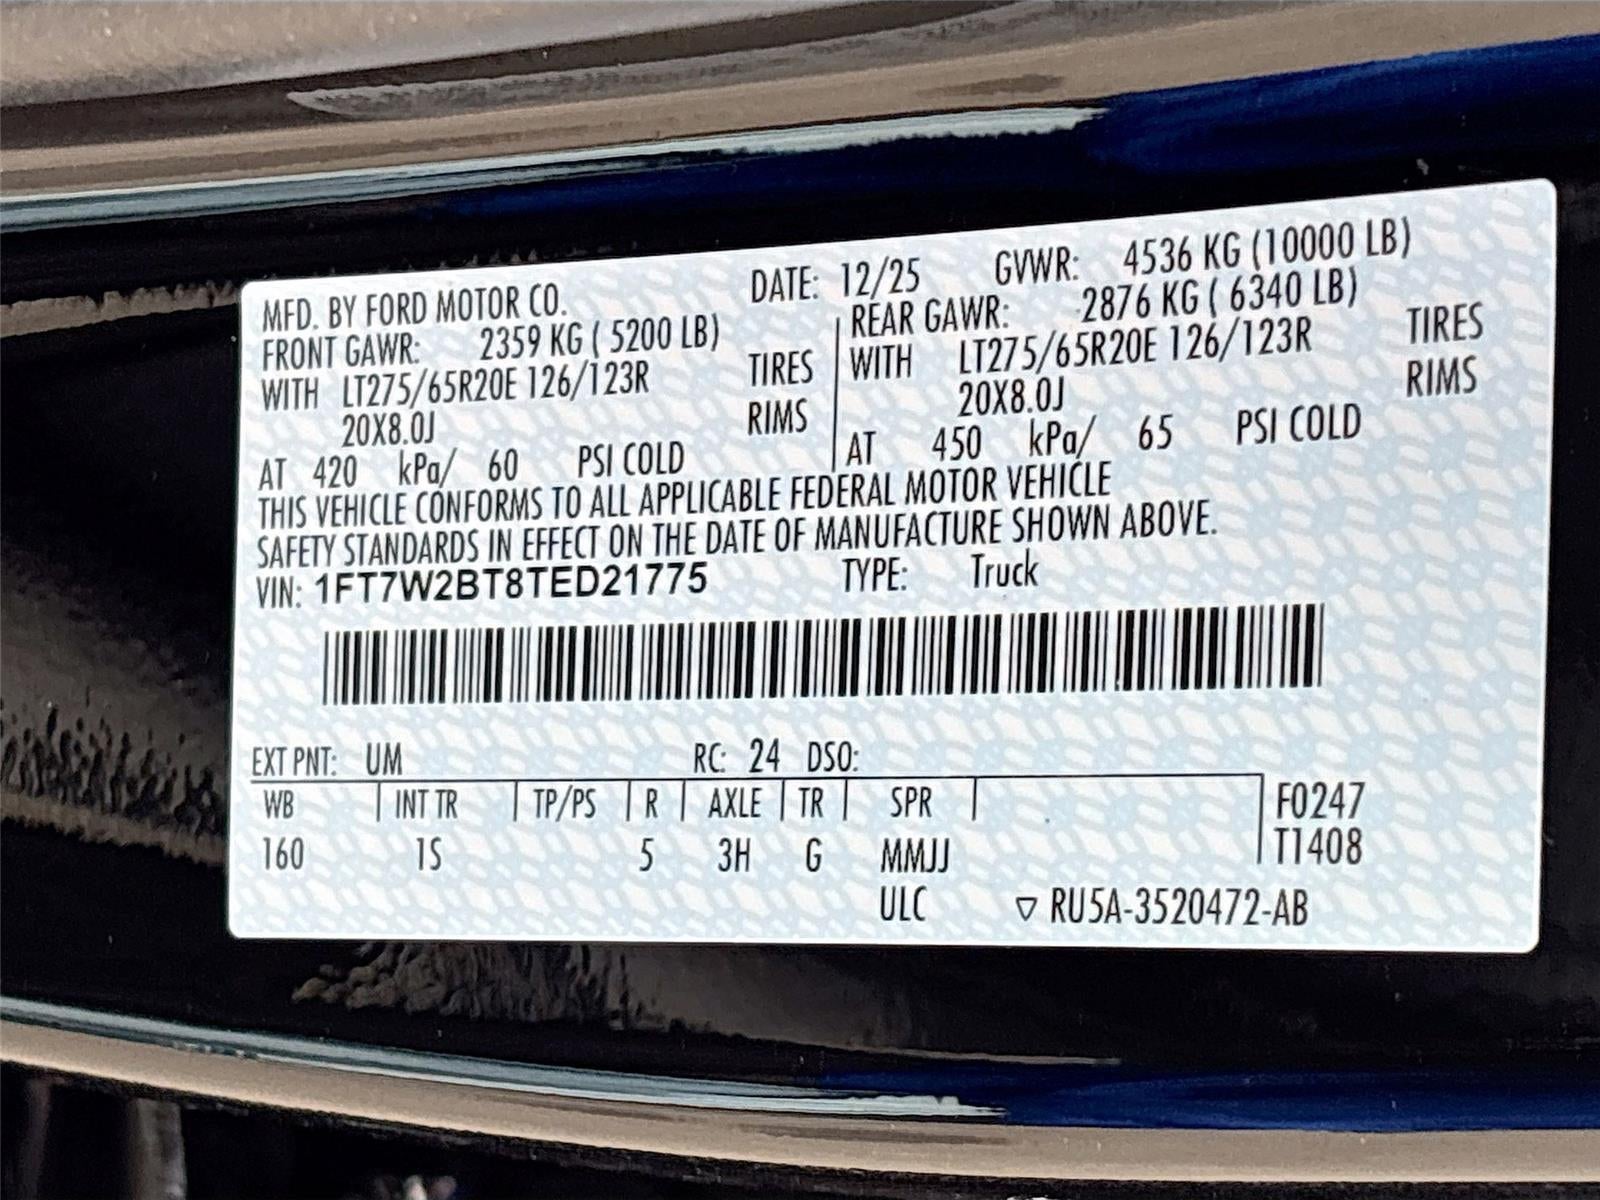 MFD. BY FORD MOTOR CO. DATE: 12/25 GVWR: 4536 KG (10000 LB)
FRONT GAWR: 2359 KG ( 5200 LB) REAR GAWR: 2876 KG ( 6340 LB)
WITH LT275/65R20E 126/123R TIRES WITH LT275/65R20E 126/123R TIRES
20X8.0J RIMS 20X8.0J RIMS
AT 420 kPa/ 60 PSI COLD AT 450 kPa/ 65 PSI COLD
THIS VEHICLE CONFORMS TO ALL APPLICABLE FEDERAL MOTOR VEHICLE
SAFETY STANDARDS IN EFFECT ON THE DATE OF MANUFACTURE SHOWN ABOVE.
VIN: 1FT7W2BT8TED21775 TYPE: Truck
EXT PNT: UM RC: 24 DSO:
WB INT TR TP/PS R AXLE TR SPR F0247
160 1S 5 3H G MMJJ T1408
ULC ▽ RU5A-3520472-AB